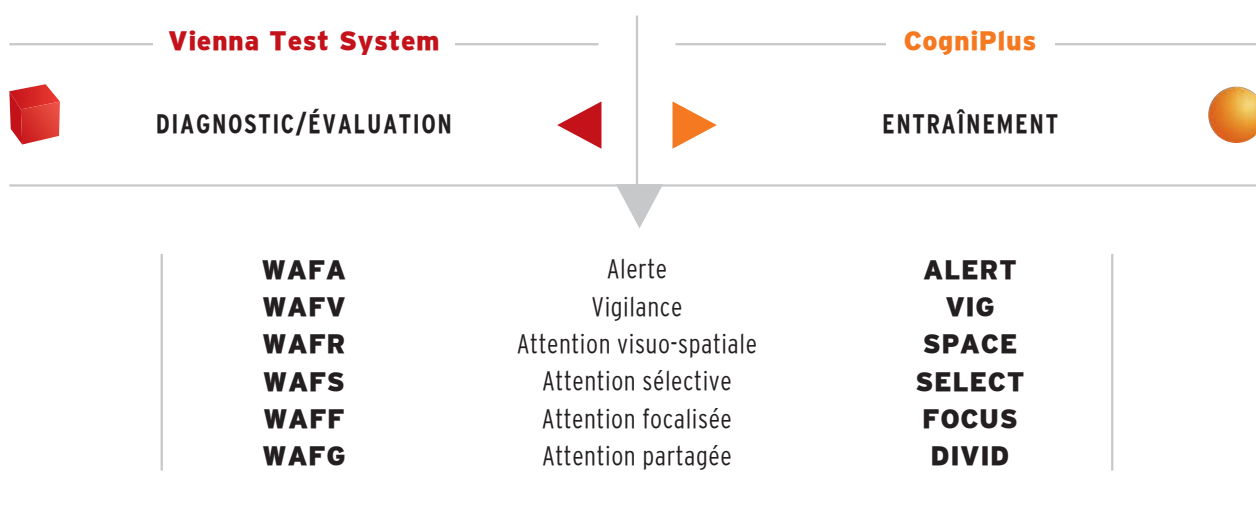 Vienna Test System
CogniPlus
DIAGNOSTIC/ÉVALUATION
ENTRAÎNEMENT
WAFA Alerte ALERT
WAFV Vigilance VIG
WAFR Attention visuo-spatiale SPACE
WAFS Attention sélective SELECT
WAFF Attention focalisée FOCUS
WAFG Attention partagée DIVID